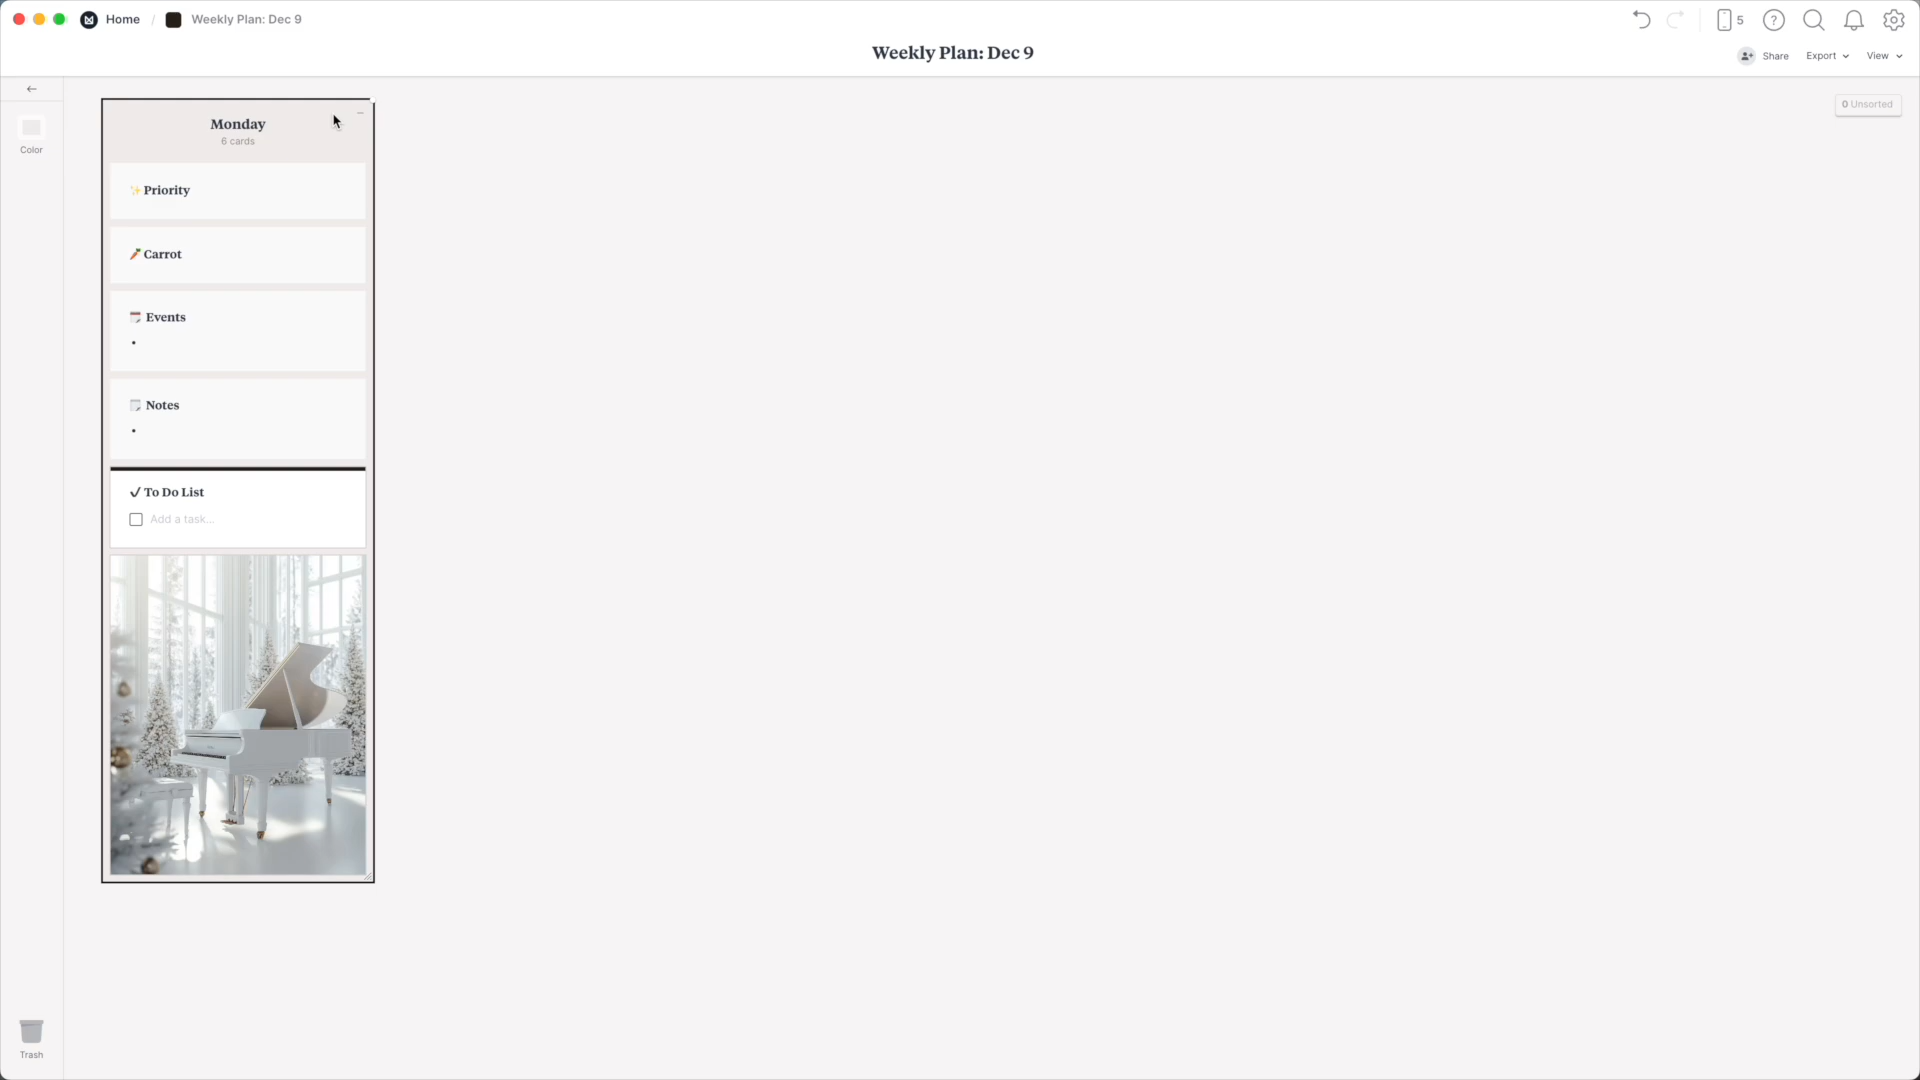 Home / Weekly Plan: Dec 9
5
Weekly Plan: Dec 9
Share Export View
Color
0 Unsorted
Monday
6 cards
✨ Priority
🥕 Carrot
🗓 Events
•
🗒 Notes
•
✓ To Do List
Add a task...
Trash